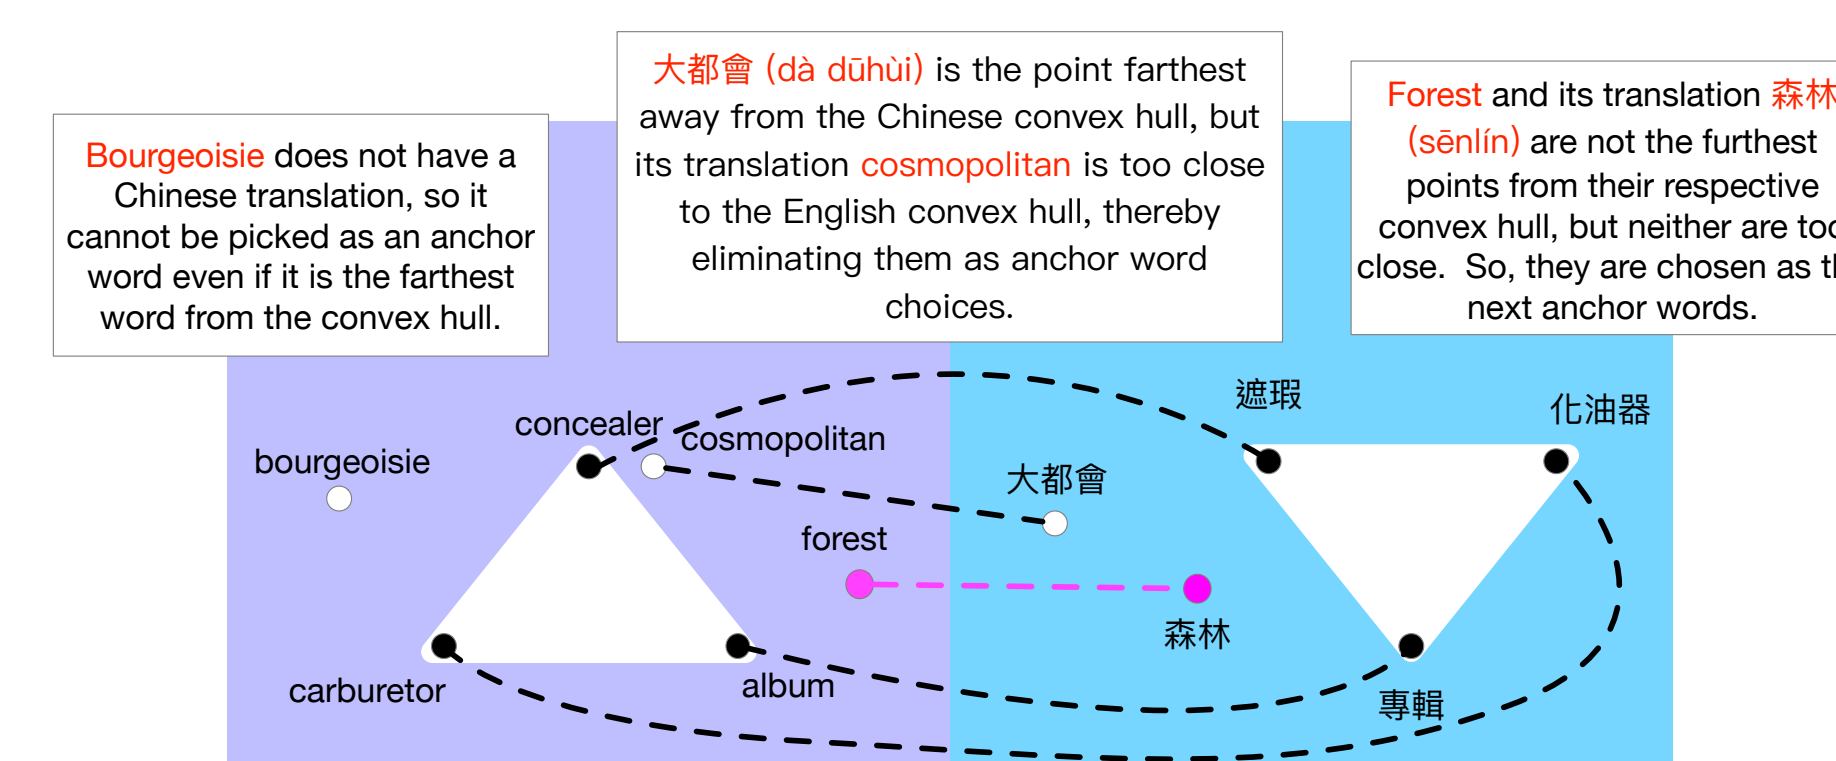 Bourgeoisie does not have a
Chinese translation, so it
cannot be picked as an anchor
word even if it is the farthest
word from the convex hull.
大都會 (dà dūhùi) is the point farthest
away from the Chinese convex hull, but
its translation cosmopolitan is too close
to the English convex hull, thereby
eliminating them as anchor word
choices.
Forest and its translation 森林
(sēnlín) are not the furthest
points from their respective
convex hull, but neither are too
close. So, they are chosen as th
next anchor words.
concealer
cosmopolitan
bourgeoisie
forest
carburetor
album
遮瑕
化油器
大都會
森林
專輯